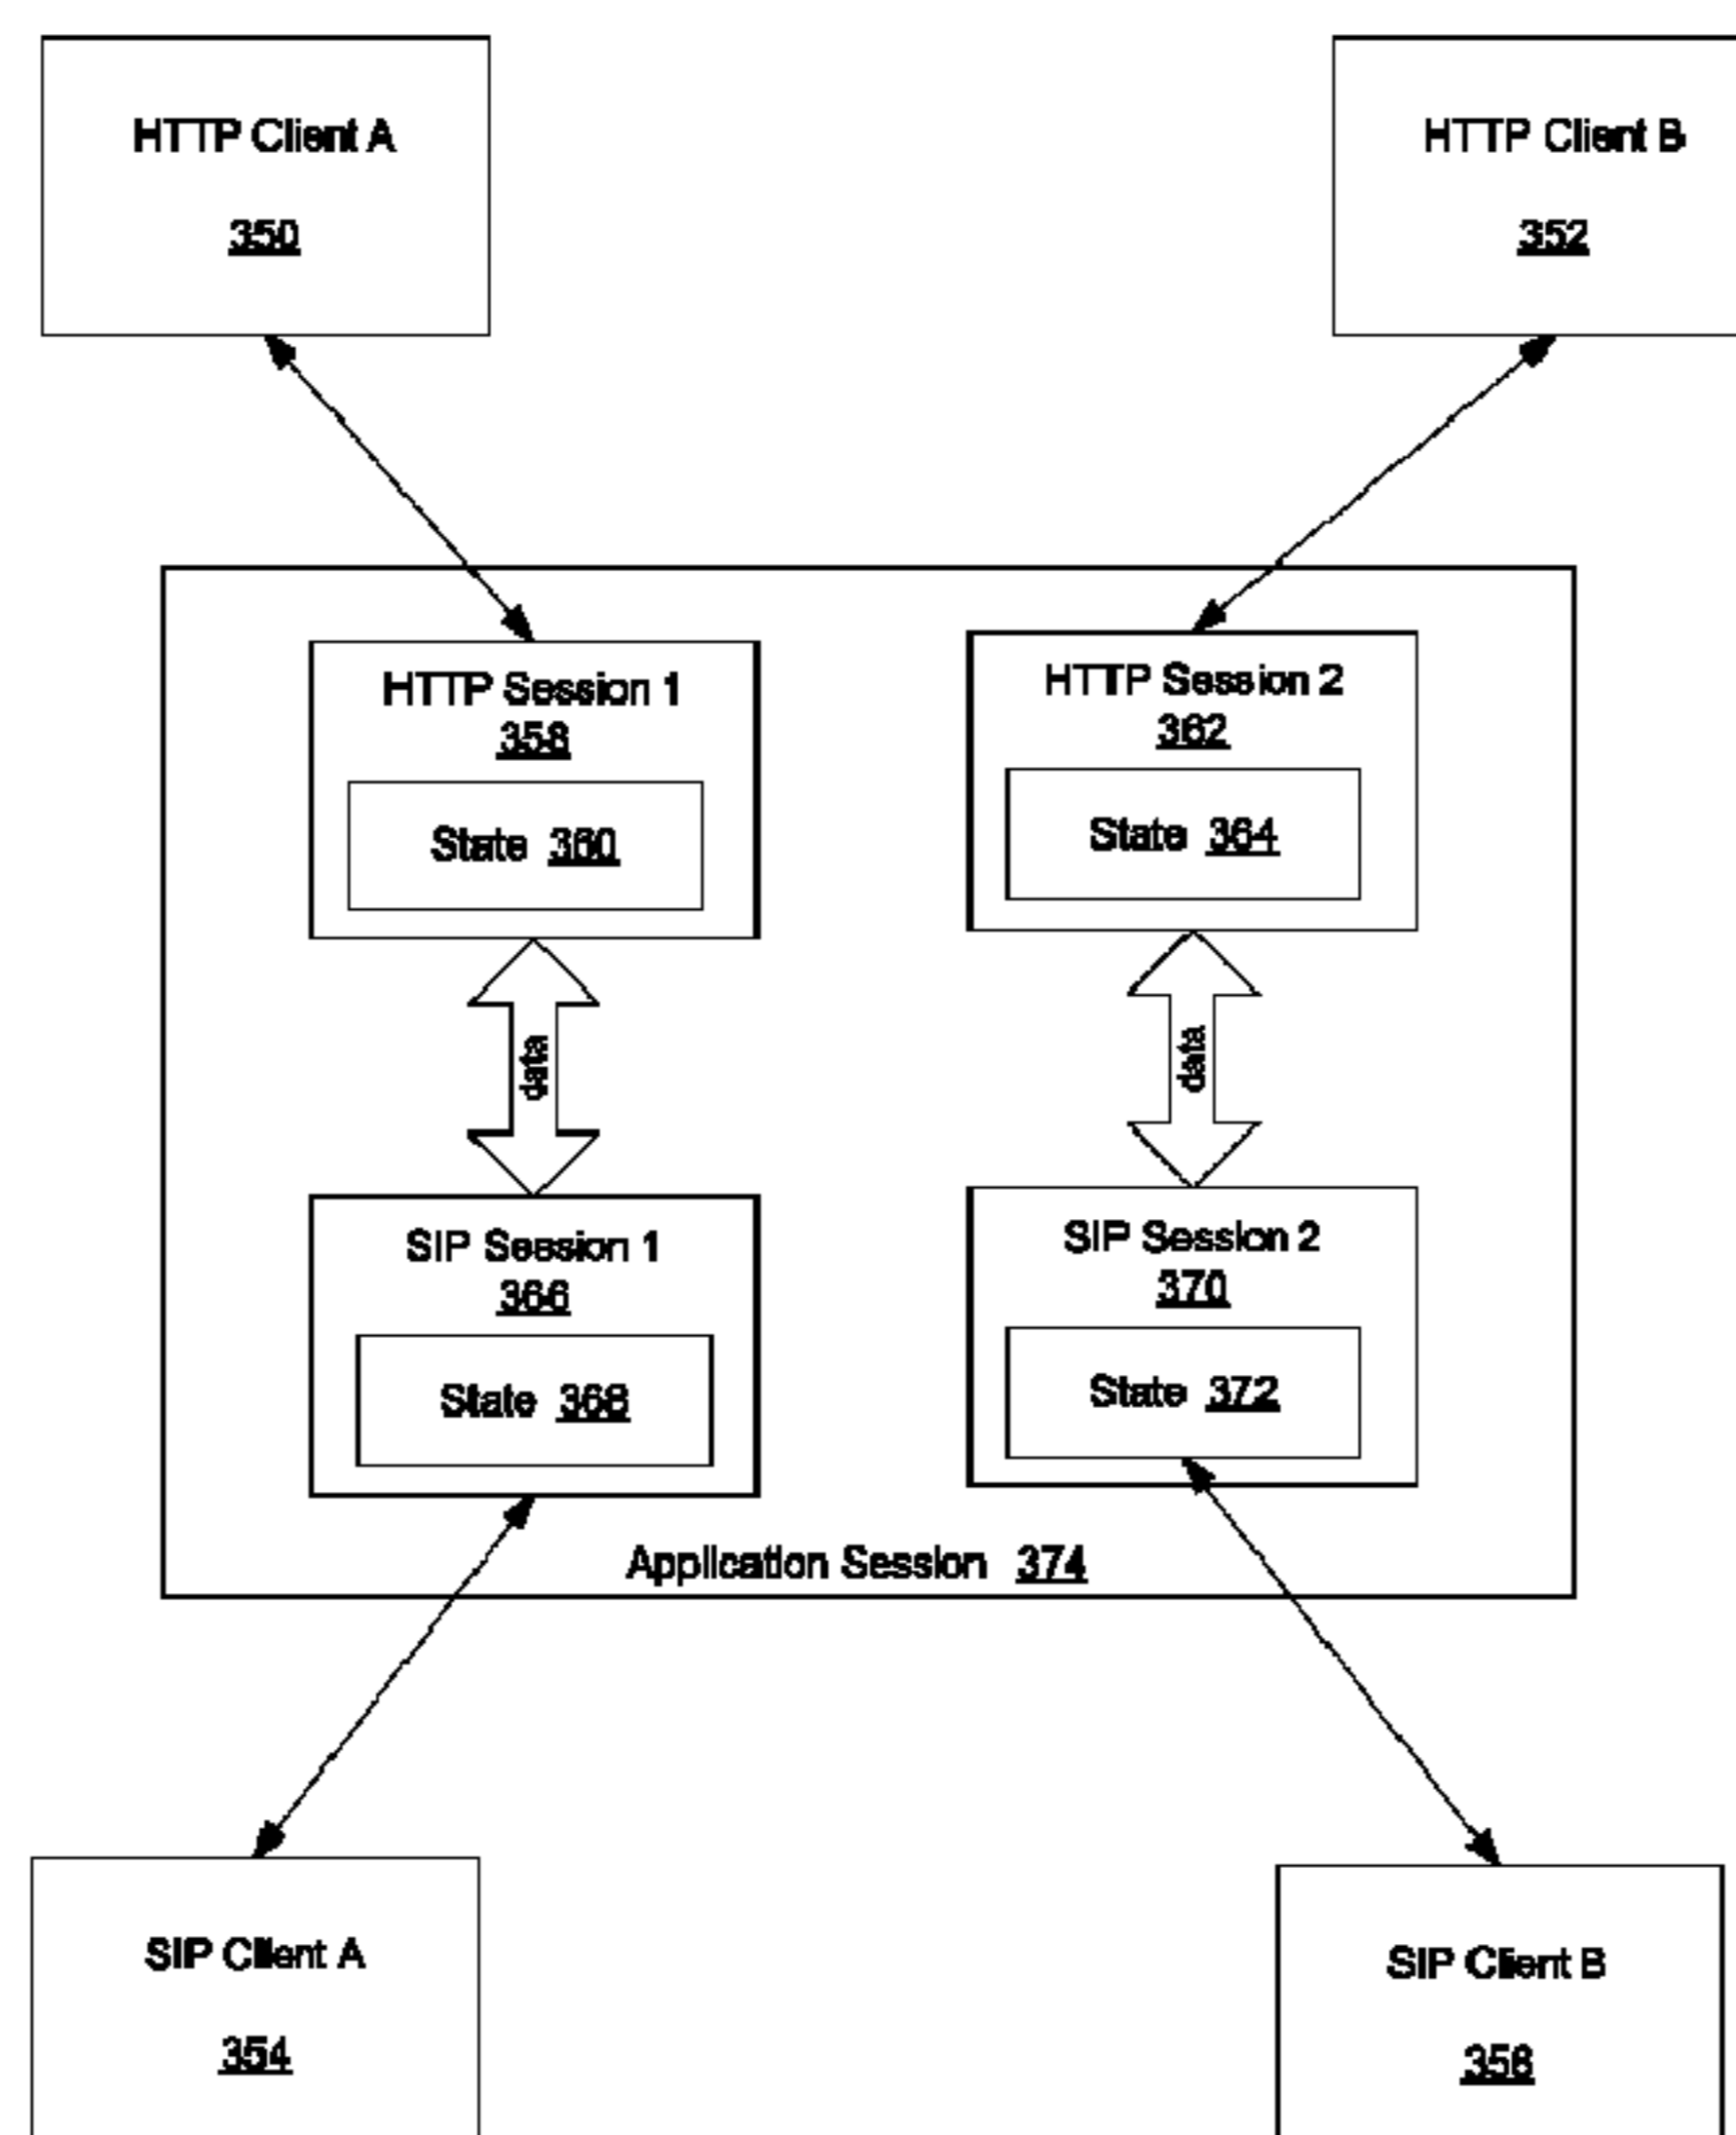 HTTP Client A
350
HTTP Client B
352
HTTP Session 1
358
State 360
HTTP Session 2
362
State 364
data
data
SIP Session 1
366
State 368
SIP Session 2
370
State 372
Application Session 374
SIP Client A
354
SIP Client B
356